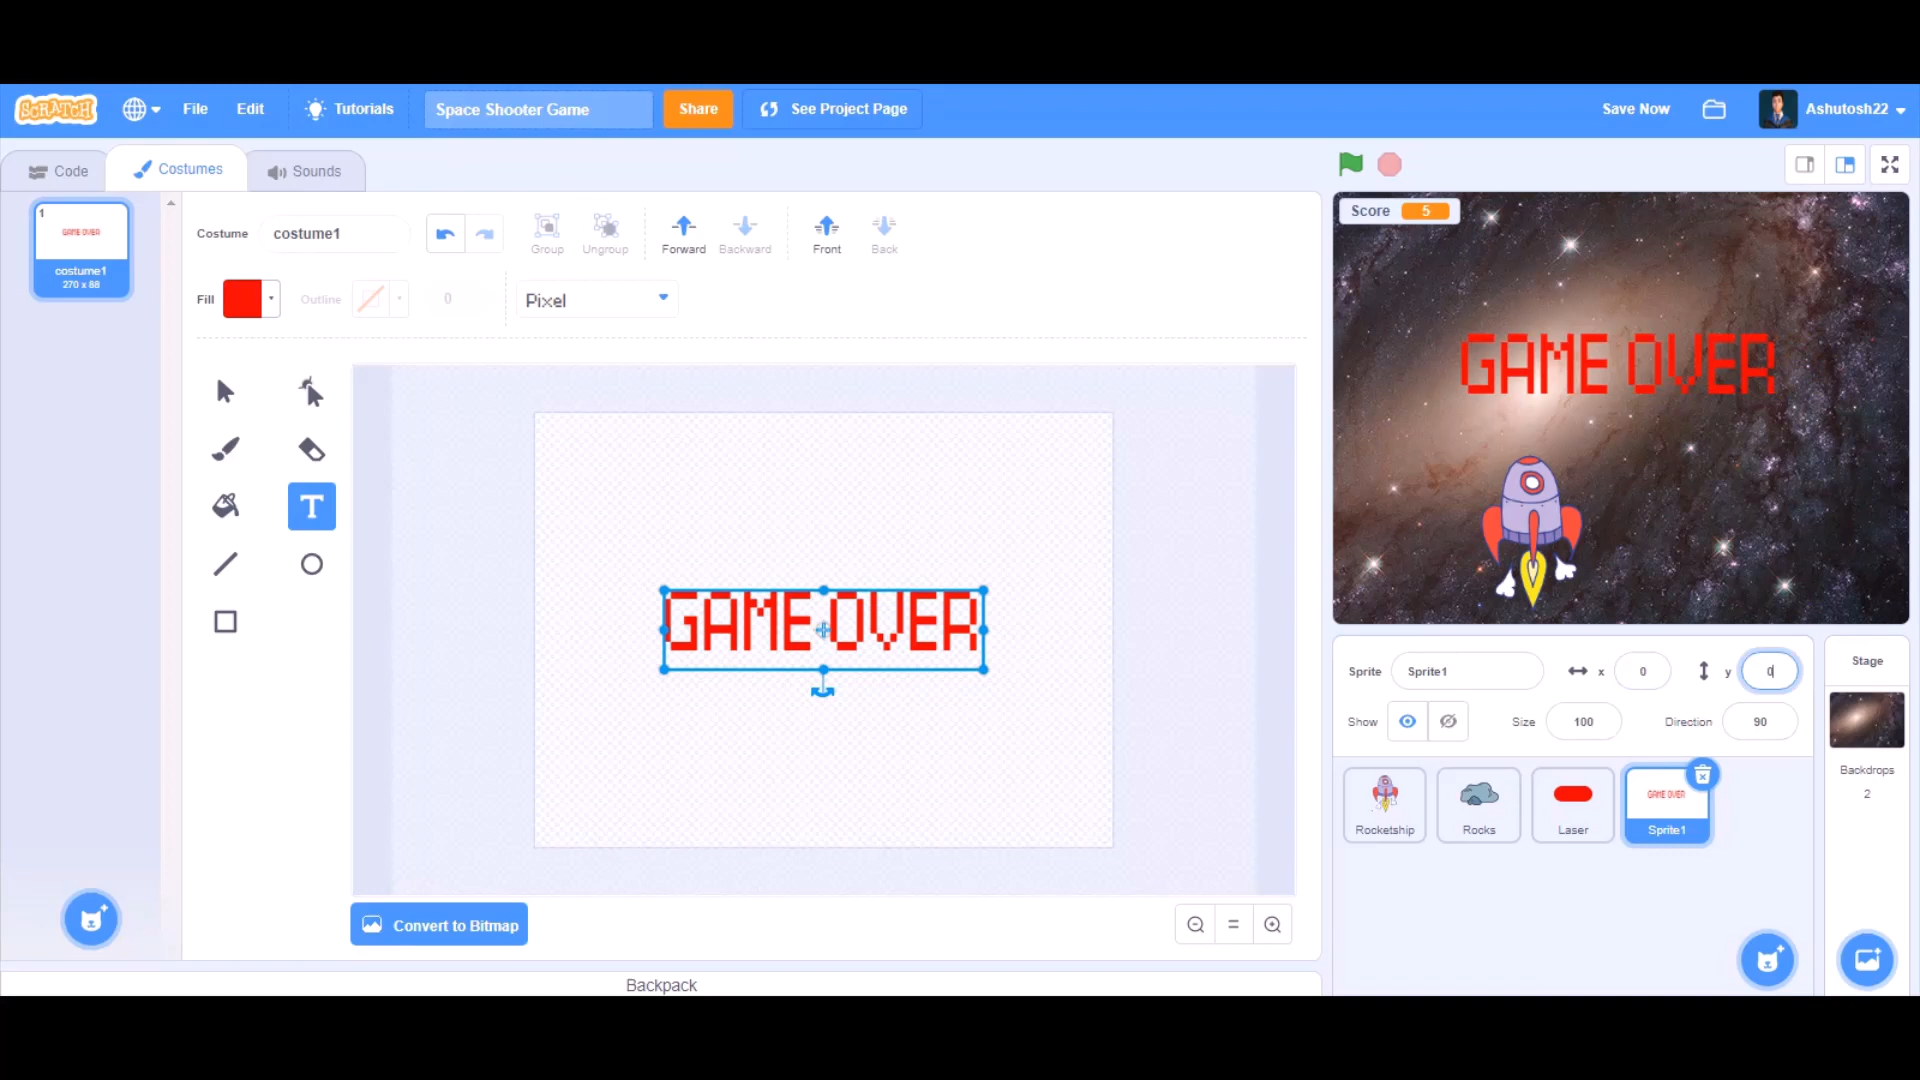 SCRATCH
File
Edit
Tutorials
Space Shooter Game
Share
See Project Page
Save Now
Ashutosh22
Code
Costumes
Sounds
1
GAME OVER
costume1
270 x 88
Costume
costume1
Group
Ungroup
Forward
Backward
Front
Back
Fill
Outline
0
Pixel
T
GAME OVER
Convert to Bitmap
Backpack
Score 5
GAME OVER
Sprite
Sprite1
x
0
y
0
Show
Size
100
Direction
90
Rocketship
Rocks
Laser
GAME OVER
Sprite1
Stage
Backdrops
2